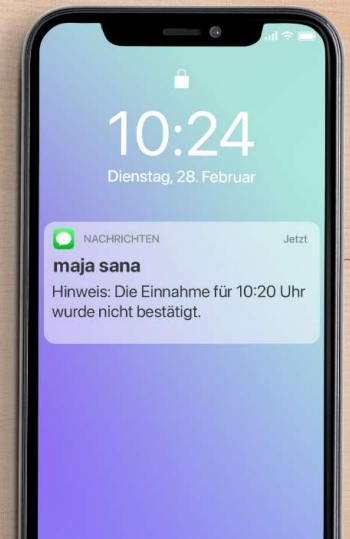 10:24
Dienstag, 28. Februar
NACHRICHTEN Jetzt
maja sana
Hinweis: Die Einnahme für 10:20 Uhr
wurde nicht bestätigt.